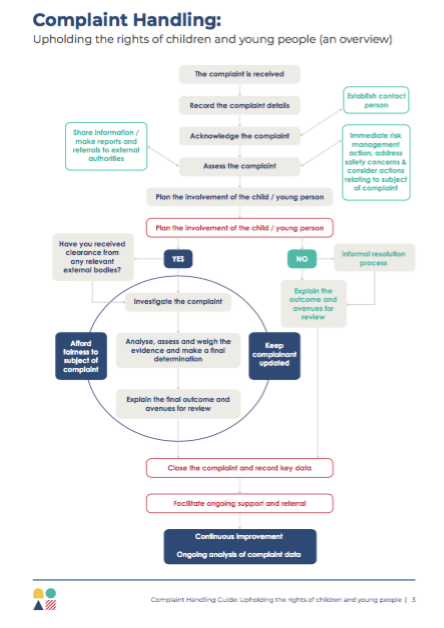 Complaint Handling:
Upholding the rights of children and young people (an overview)
The complaint is received
Record the complaint details
Establish contact
person
Acknowledge the complaint
Share information /
make reports and
referrals to external
authorities
Immediate risk
management
action, address
safety concerns &
consider actions
relating to subject
of complaint
Assess the complaint
Plan the involvement of the child / young person
Plan the involvement of the child / young person
Have you received
clearance from
any relevant
external bodies?
YES
NO
Informal resolution
process
Investigate the complaint
Explain the
outcome and
avenues for
review
Afford
fairness to
subject of
complaint
Analyse, assess and weigh the
evidence and make a final
determination
Keep
complainant
updated
Explain the final outcome and
avenues for review
Close the complaint and record key data
Facilitate ongoing support and referral
Continuous improvement
Ongoing analysis of complaint data
Complaint Handling Guide: Upholding the rights of children and young people | 3